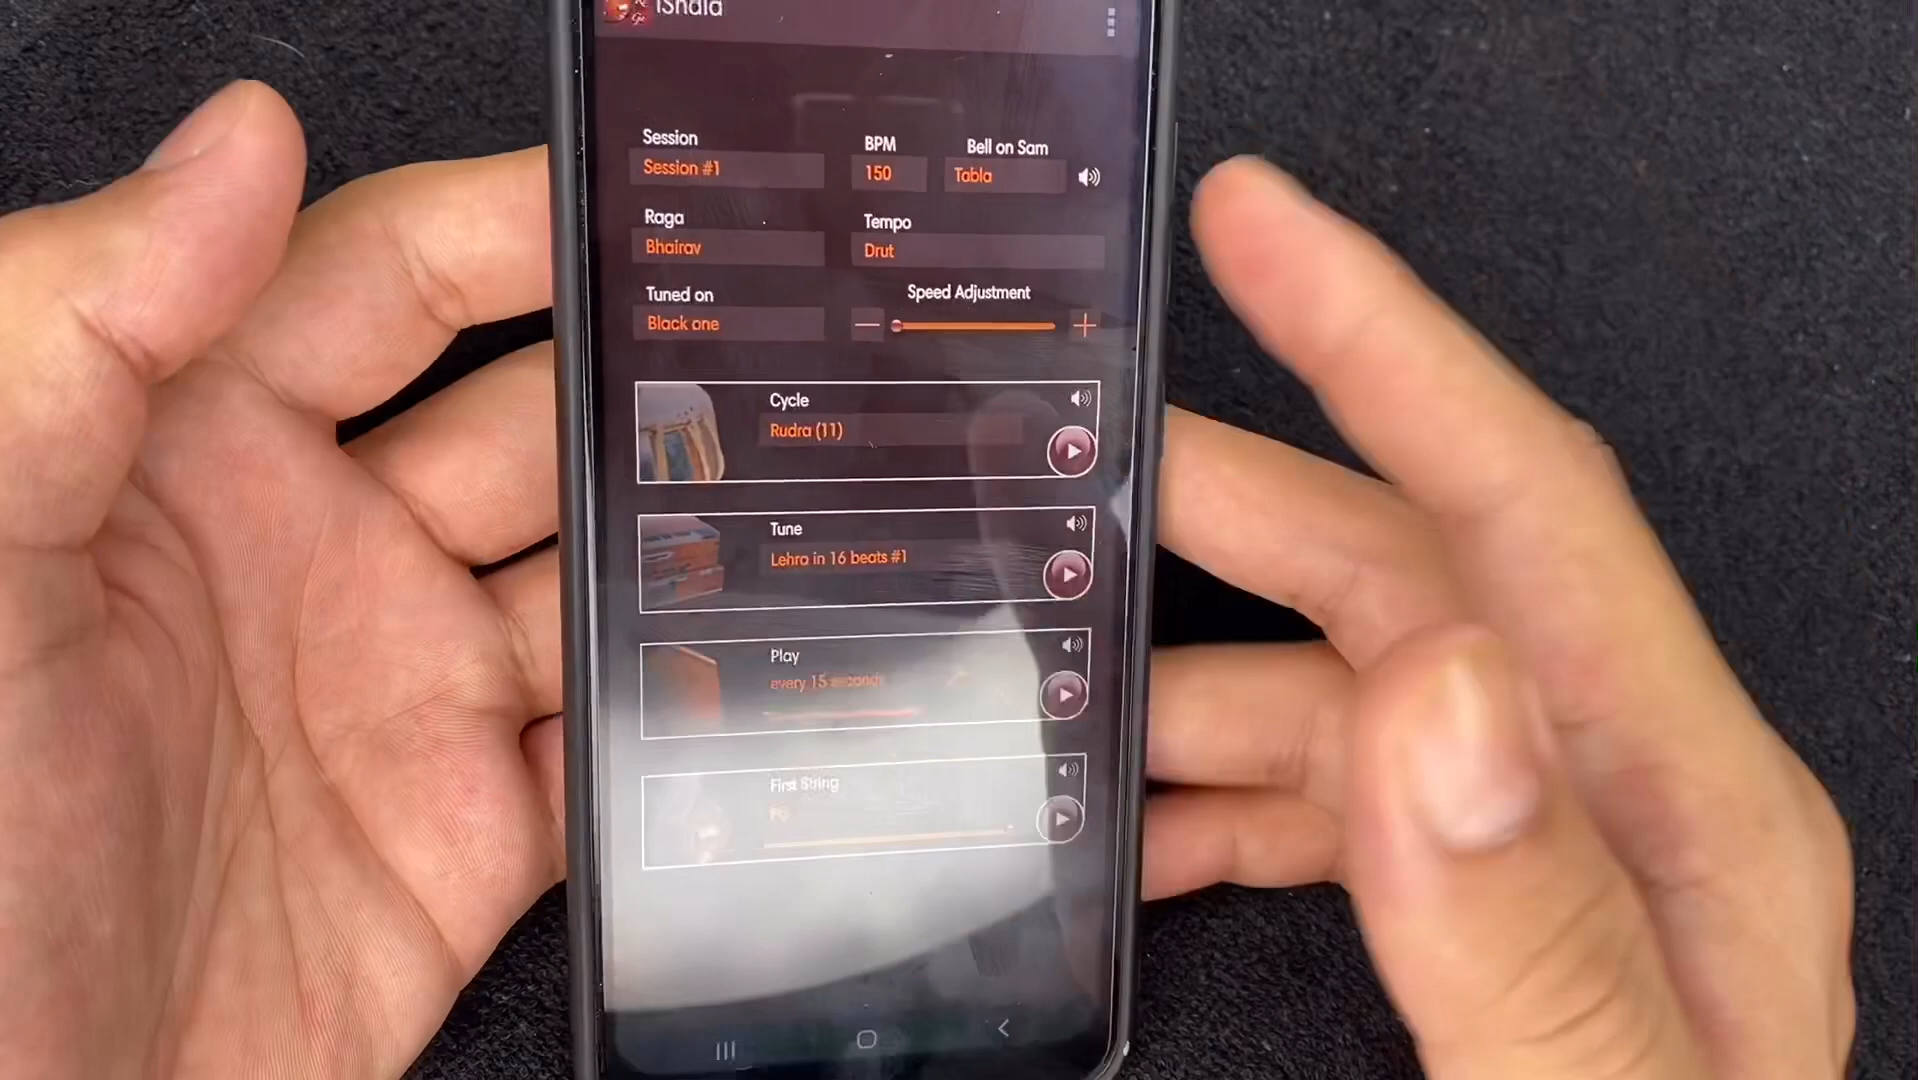 iShala
Session
Session #1
BPM
150
Bell on Sam
Tabla
Raga
Bhairav
Tempo
Drut
Tuned on
Black one
Speed Adjustment
Cycle
Rudra (11)
Tune
Lehra in 16 beats #1
Play
every 15 seconds
First String